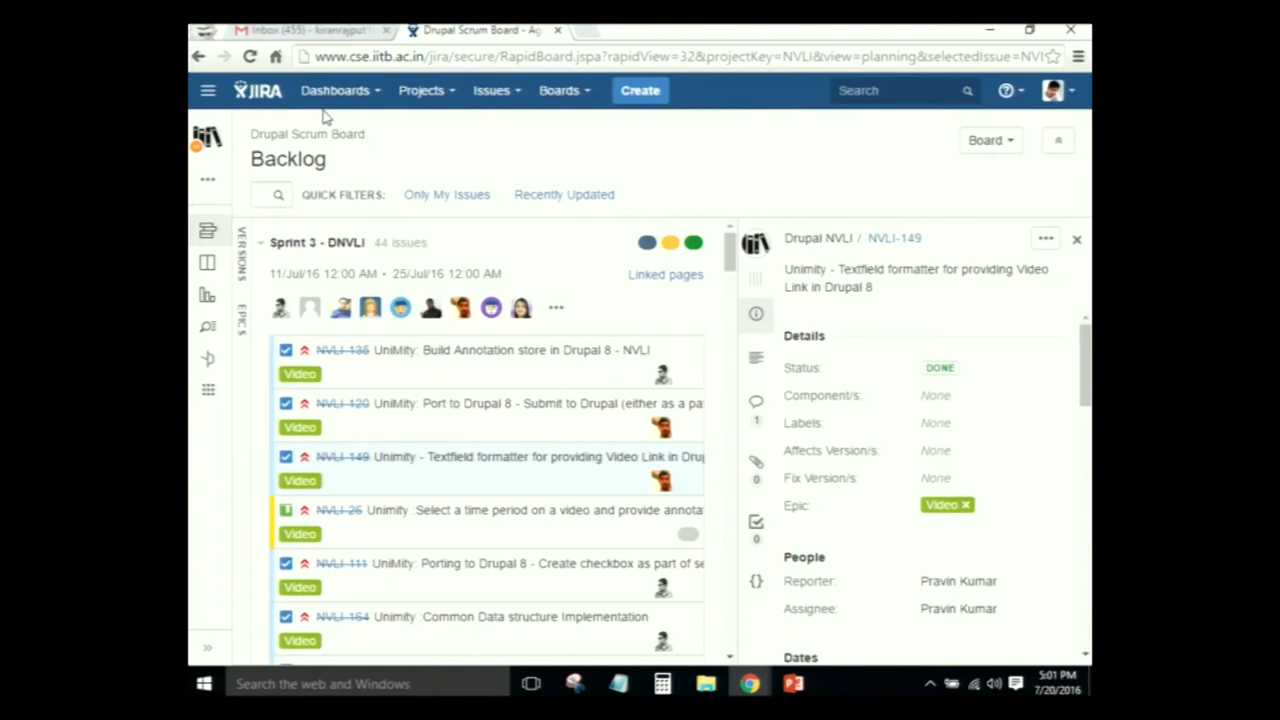 Inbox (455) - kiranrajput
Drupal Scrum Board - Ag
www.cse.iitb.ac.in/jira/secure/RapidBoard.jspa?rapidView=32&projectKey=NVLI&view=planning&selectedIssue=NVLI
JIRA Dashboards Projects Issues Boards Create Search
Drupal Scrum Board
Backlog
Board
QUICK FILTERS: Only My Issues Recently Updated
VERSIONS
EPICS
Sprint 3 - DNVLI 44 issues
11/Jul/16 12:00 AM • 25/Jul/16 12:00 AM Linked pages
NVLI-135 UniMity: Build Annotation store in Drupal 8 - NVLI
Video
NVLI-120 UniMity: Port to Drupal 8 - Submit to Drupal (either as a pa
Video
NVLI-149 Unimity - Textfield formatter for providing Video Link in Dru
Video
NVLI-26 Unimity :Select a time period on a video and provide annota
Video
NVLI-111 UniMity: Porting to Drupal 8 - Create checkbox as part of se
Video
NVLI-164 Unimity :Common Data structure Implementation
Video
Drupal NVLI / NVLI-149
Unimity - Textfield formatter for providing Video
Link in Drupal 8
Details
Status: DONE
Component/s: None
Labels: None
1
Affects Version/s: None
Fix Version/s: None
0
Epic: Video ×
0
People
Reporter: Pravin Kumar
Assignee: Pravin Kumar
Dates
Search the web and Windows
5:01 PM
7/20/2016